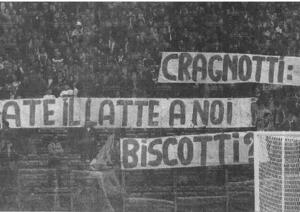 CRAGNOTTI:
ATE IL LATTE A NOI
BISCOTTI?